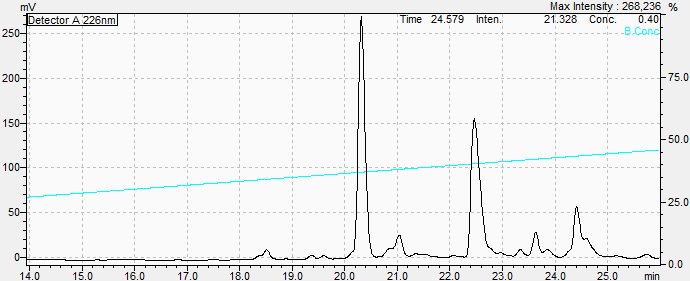 mV Max Intensity : 268,236 %
Detector A 226nm Time 24.579 Inten. 21.328 Conc. 0.40
B.Conc
250
200
150
100
50
0
75.0
50.0
25.0
0.0
14.0 15.0 16.0 17.0 18.0 19.0 20.0 21.0 22.0 23.0 24.0 25.0 min